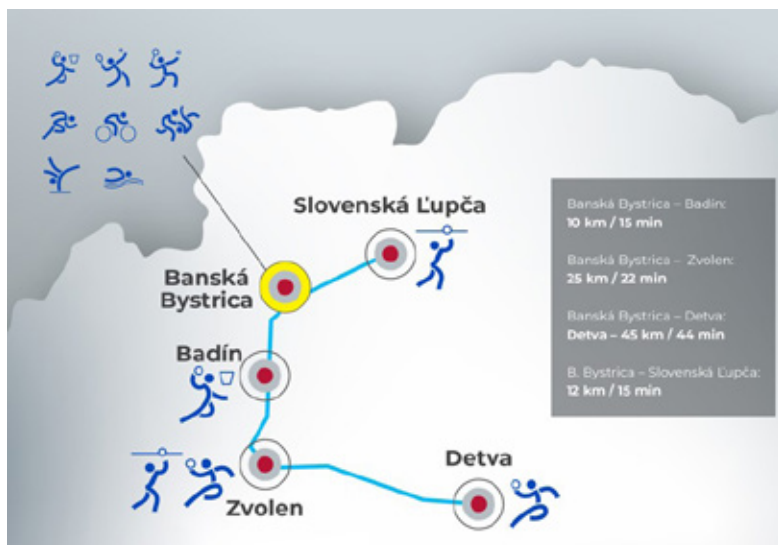 Slovenská Ľupča
Banská
Bystrica
Badín
Zvolen
Detva
Banská Bystrica – Badín:
10 km / 15 min
Banská Bystrica – Zvolen:
25 km / 22 min
Banská Bystrica – Detva:
Detva – 45 km / 44 min
B. Bystrica – Slovenská Ľupča:
12 km / 15 min